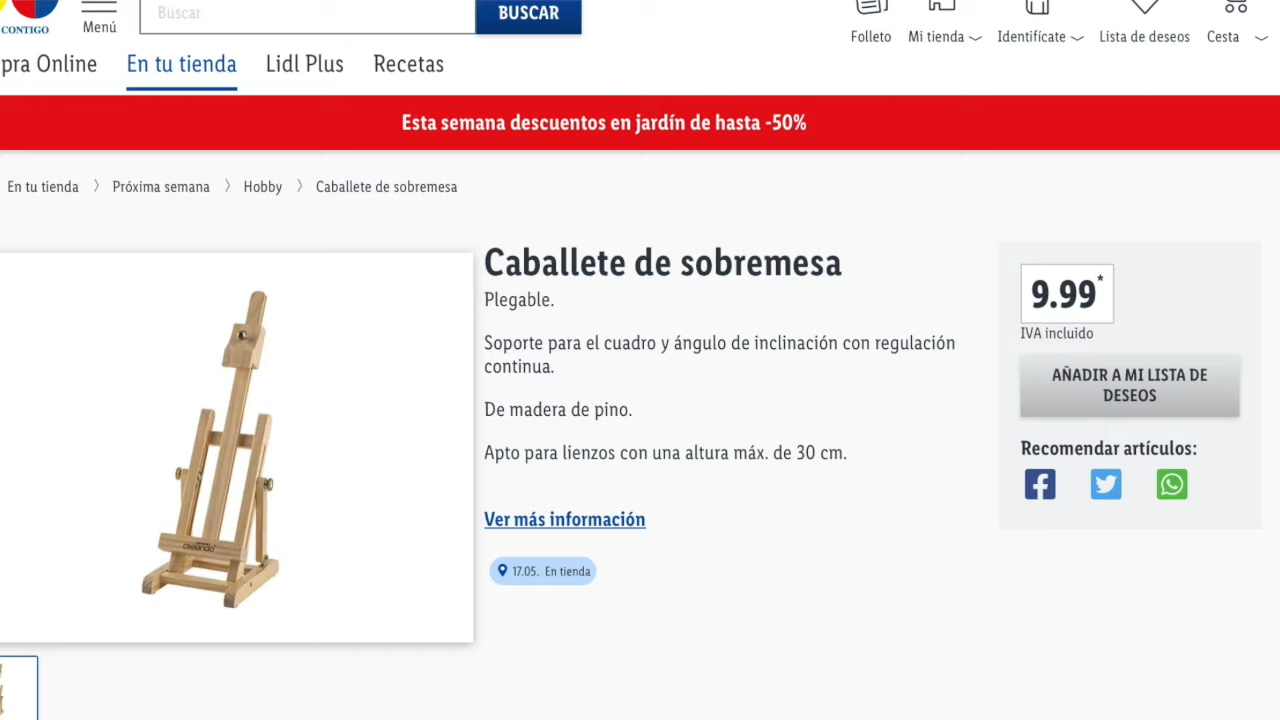 CONTIGO
Menú
Buscar
BUSCAR
Folleto
Mi tienda
Identifícate
Lista de deseos
Cesta
pra Online
En tu tienda
Lidl Plus
Recetas
Esta semana descuentos en jardín de hasta -50%
En tu tienda > Próxima semana > Hobby > Caballete de sobremesa
Caballete de sobremesa
Plegable.
Soporte para el cuadro y ángulo de inclinación con regulación
continua.
De madera de pino.
Apto para lienzos con una altura máx. de 30 cm.
Ver más información
17.05. En tienda
9.99*
IVA incluido
AÑADIR A MI LISTA DE
DESEOS
Recomendar artículos:
crelando